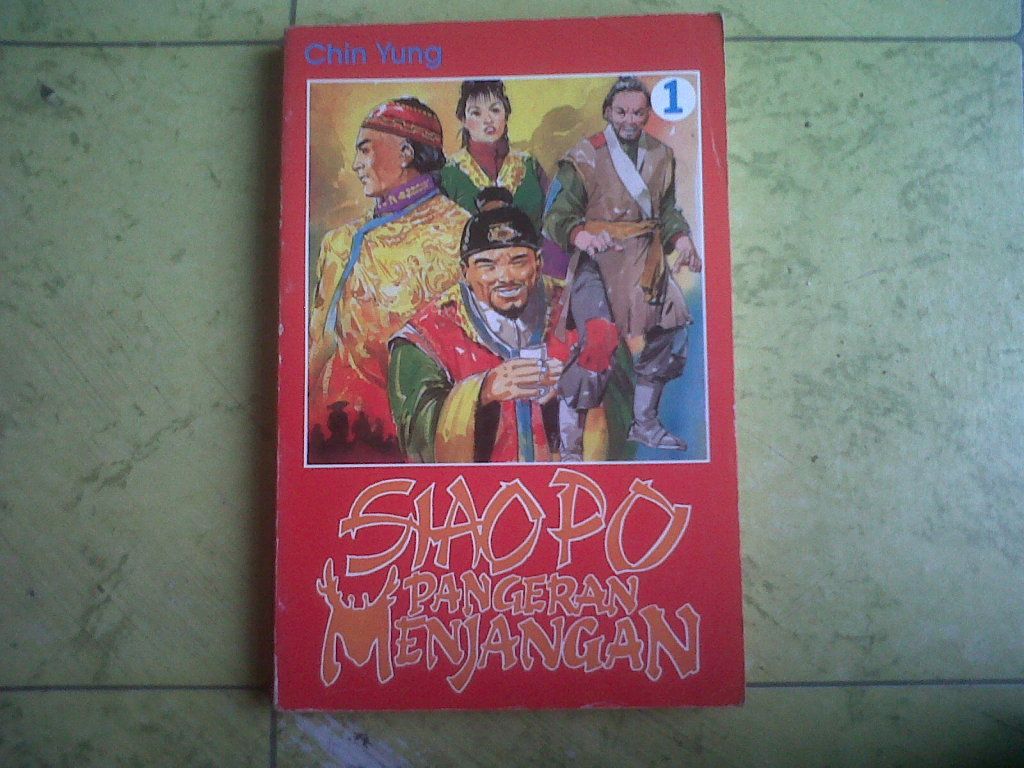 Chin Yung
1
SIAO PO
PANGERAN
MENJANGAN